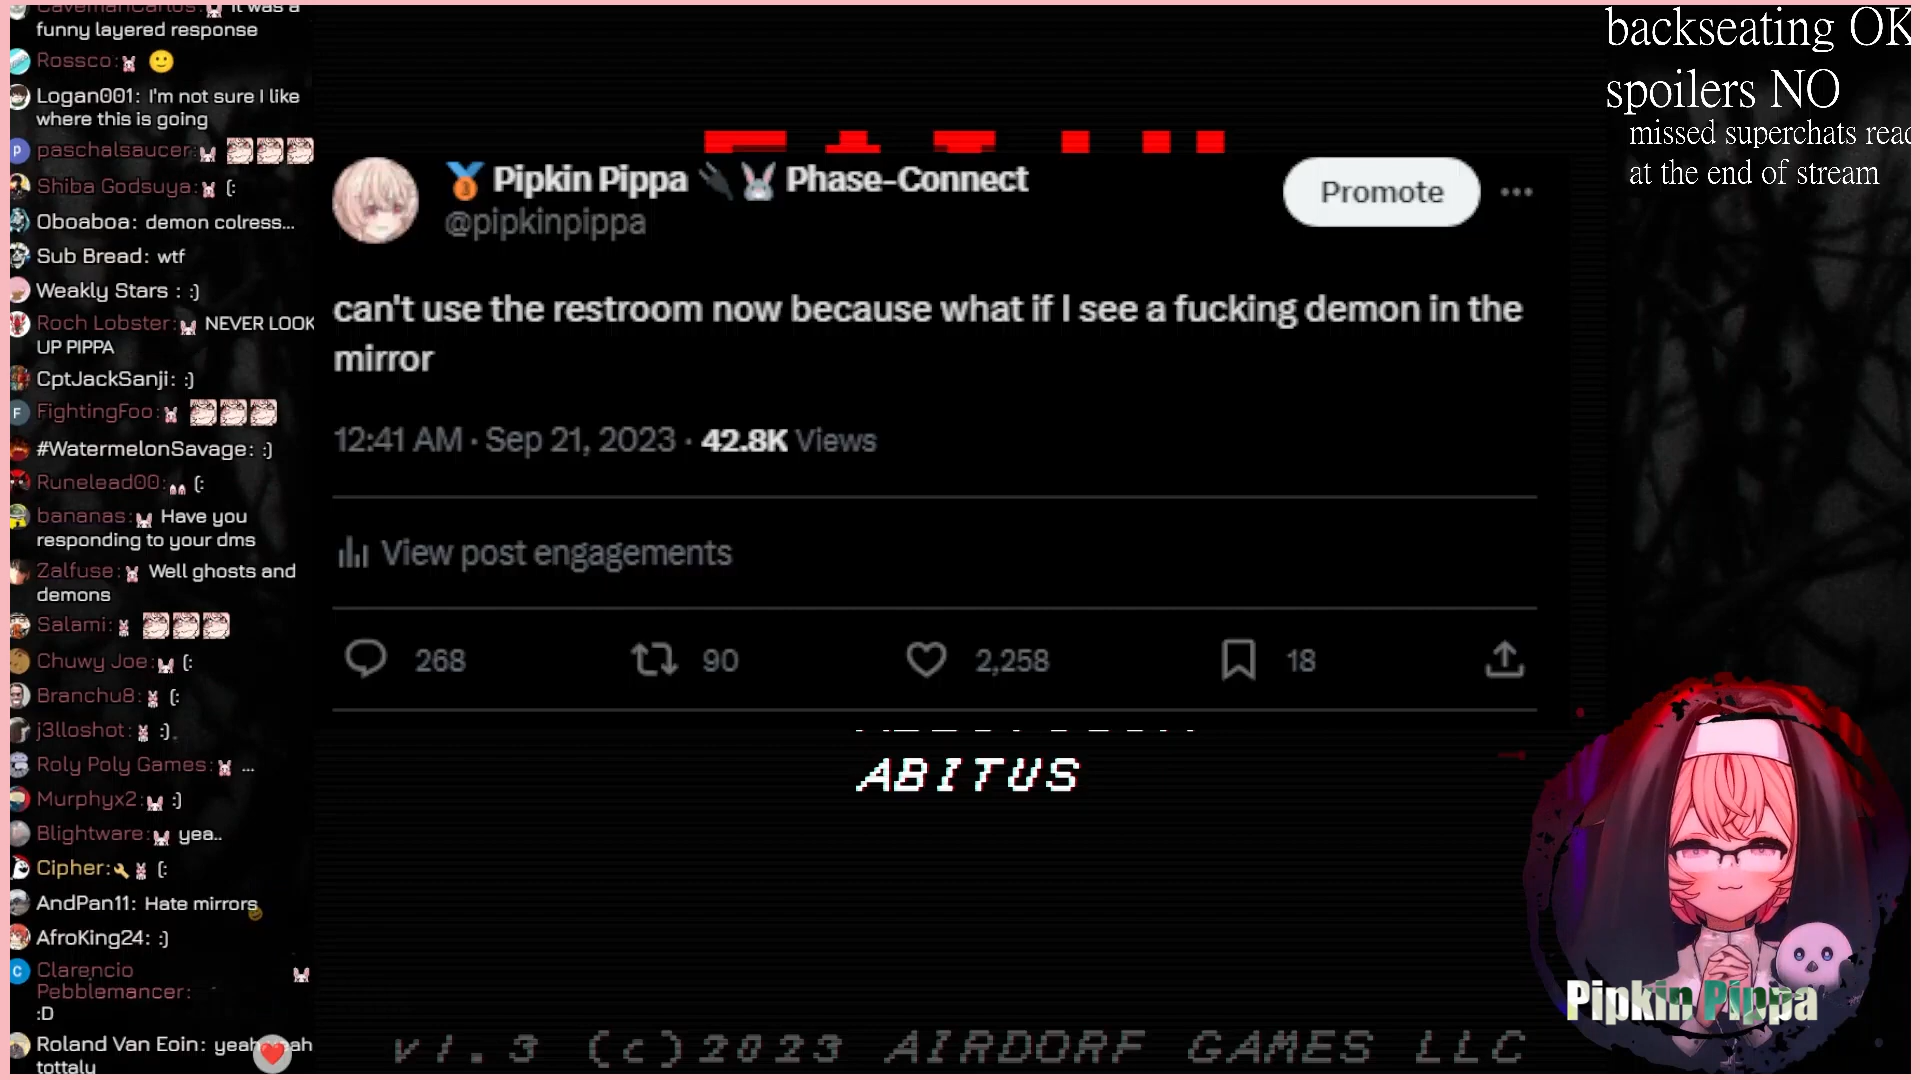 CavemanCarlos: it was a
funny layered response
Rossco:
Logan001: I'm not sure I like
where this is going
paschalsaucer:
Shiba Godsuya: (:
Oboaboa: demon colress...
Sub Bread: wtf
Weakly Stars : :)
Roch Lobster: NEVER LOOK
UP PIPPA
CptJackSanji: :)
FightingFoo:
#WatermelonSavage: :)
Runelead00: (:
bananas: Have you
responding to your dms
Zalfuse: Well ghosts and
demons
Salami:
Chuwy Joe: (:
Branchu8: (:
j3lloshot: :)
Roly Poly Games: ...
Murphyx2: :)
Blightware: yea..
Cipher: (:
AndPan11: Hate mirrors
AfroKing24: :)
Clarencio
Pebblemancer:
:D
Roland Van Eoin: yeah yeah
tottaly
Pipkin Pippa Phase-Connect
@pipkinpippa
Promote
can't use the restroom now because what if I see a fucking demon in the
mirror
12:41 AM · Sep 21, 2023 · 42.8K Views
View post engagements
268 90 2,258 18
ABITUS
V1.3 (c)2023 AIRDORF GAMES LLC
backseating OK
spoilers NO
missed superchats read
at the end of stream
Pipkin Pippa